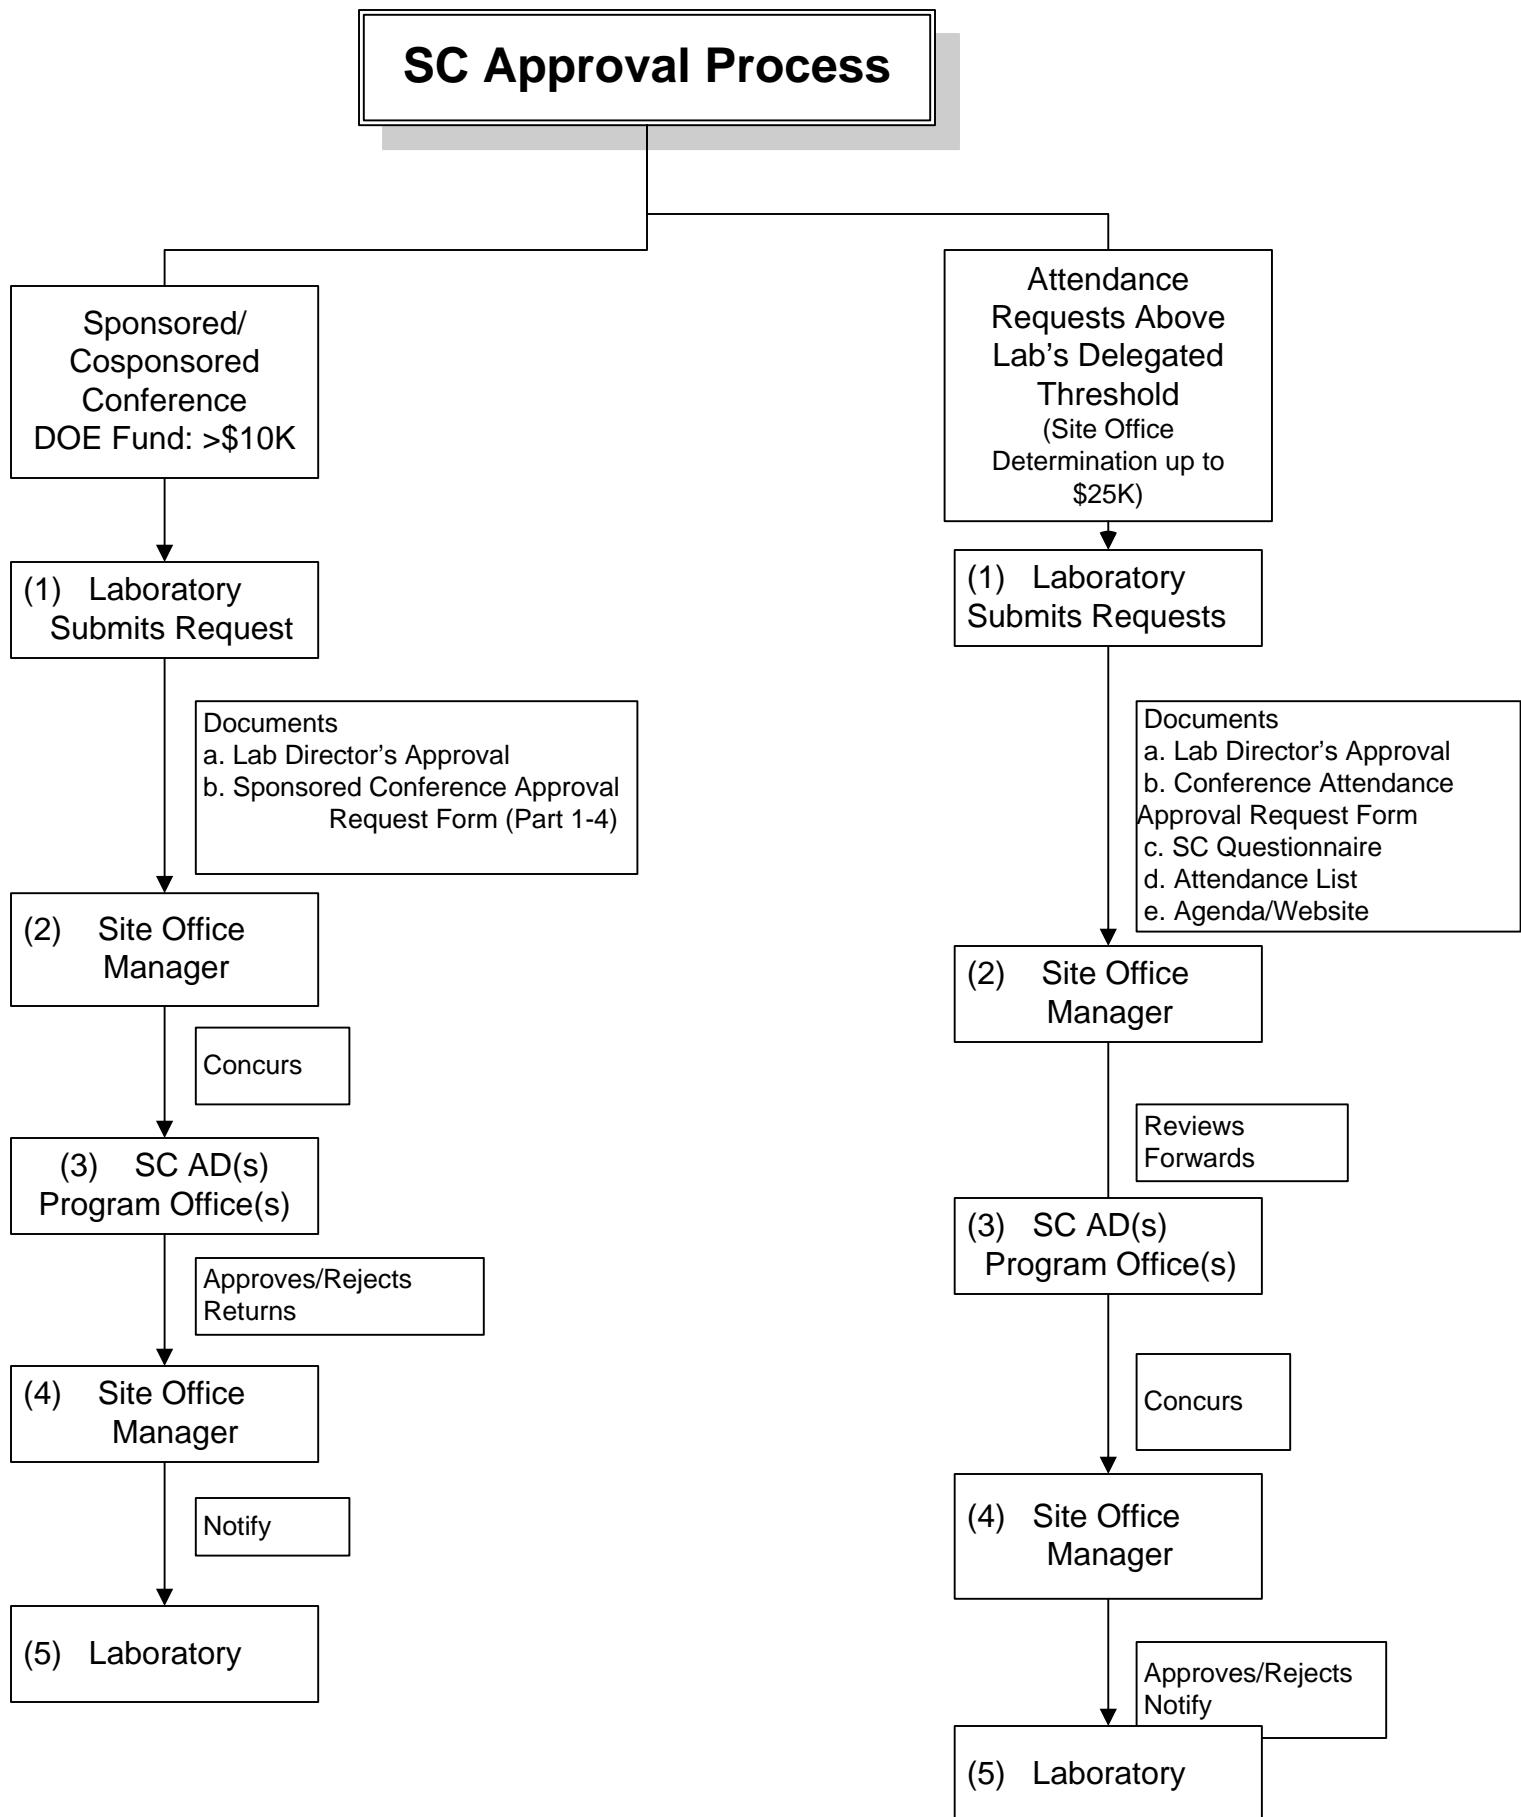 SC Approval Process
Sponsored/
Cosponsored
Conference
DOE Fund: >$10K
(1) Laboratory
Submits Request
Documents
a. Lab Director’s Approval
b. Sponsored Conference Approval
Request Form (Part 1-4)
(2) Site Office
Manager
Concurs
(3) SC AD(s)
Program Office(s)
Approves/Rejects
Returns
(4) Site Office
Manager
Notify
(5) Laboratory
Attendance
Requests Above
Lab’s Delegated
Threshold
(Site Office
Determination up to
$25K)
(1) Laboratory
Submits Requests
Documents
a. Lab Director’s Approval
b. Conference Attendance
Approval Request Form
c. SC Questionnaire
d. Attendance List
e. Agenda/Website
(2) Site Office
Manager
Reviews
Forwards
(3) SC AD(s)
Program Office(s)
Concurs
(4) Site Office
Manager
Approves/Rejects
Notify
(5) Laboratory